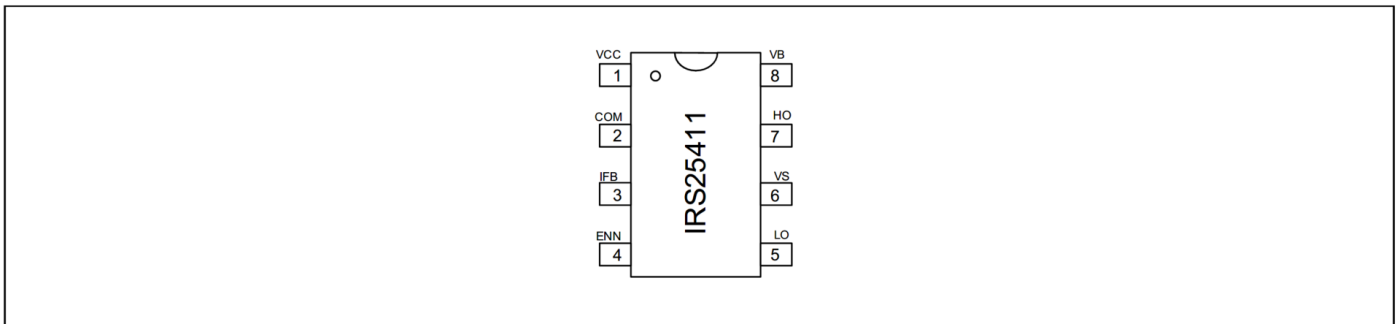 VCC VB
1 8
COM HO
2 7
IRS25411
IFB VS
3 6
ENN LO
4 5